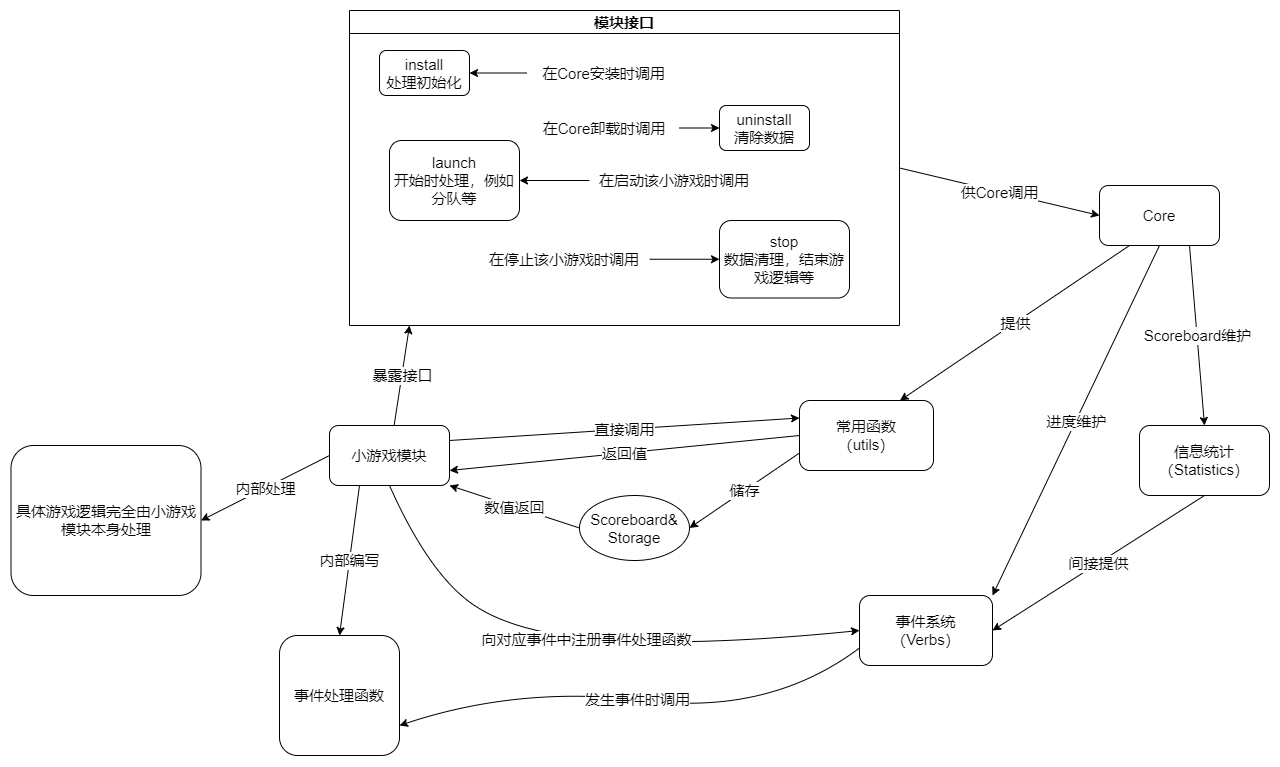 模块接口
install
处理初始化
在Core安装时调用
在Core卸载时调用
uninstall
清除数据
launch
开始时处理，例如
分队等
在启动该小游戏时调用
在停止该小游戏时调用
stop
数据清理，结束游
戏逻辑等
供Core调用
Core
提供
Scoreboard维护
进度维护
暴露接口
小游戏模块
直接调用
返回值
常用函数
（utils）
信息统计
（Statistics）
内部处理
具体游戏逻辑完全由小游戏
模块本身处理
数值返回
储存
Scoreboard&
Storage
内部编写
间接提供
向对应事件中注册事件处理函数
事件系统
（Verbs）
事件处理函数
发生事件时调用